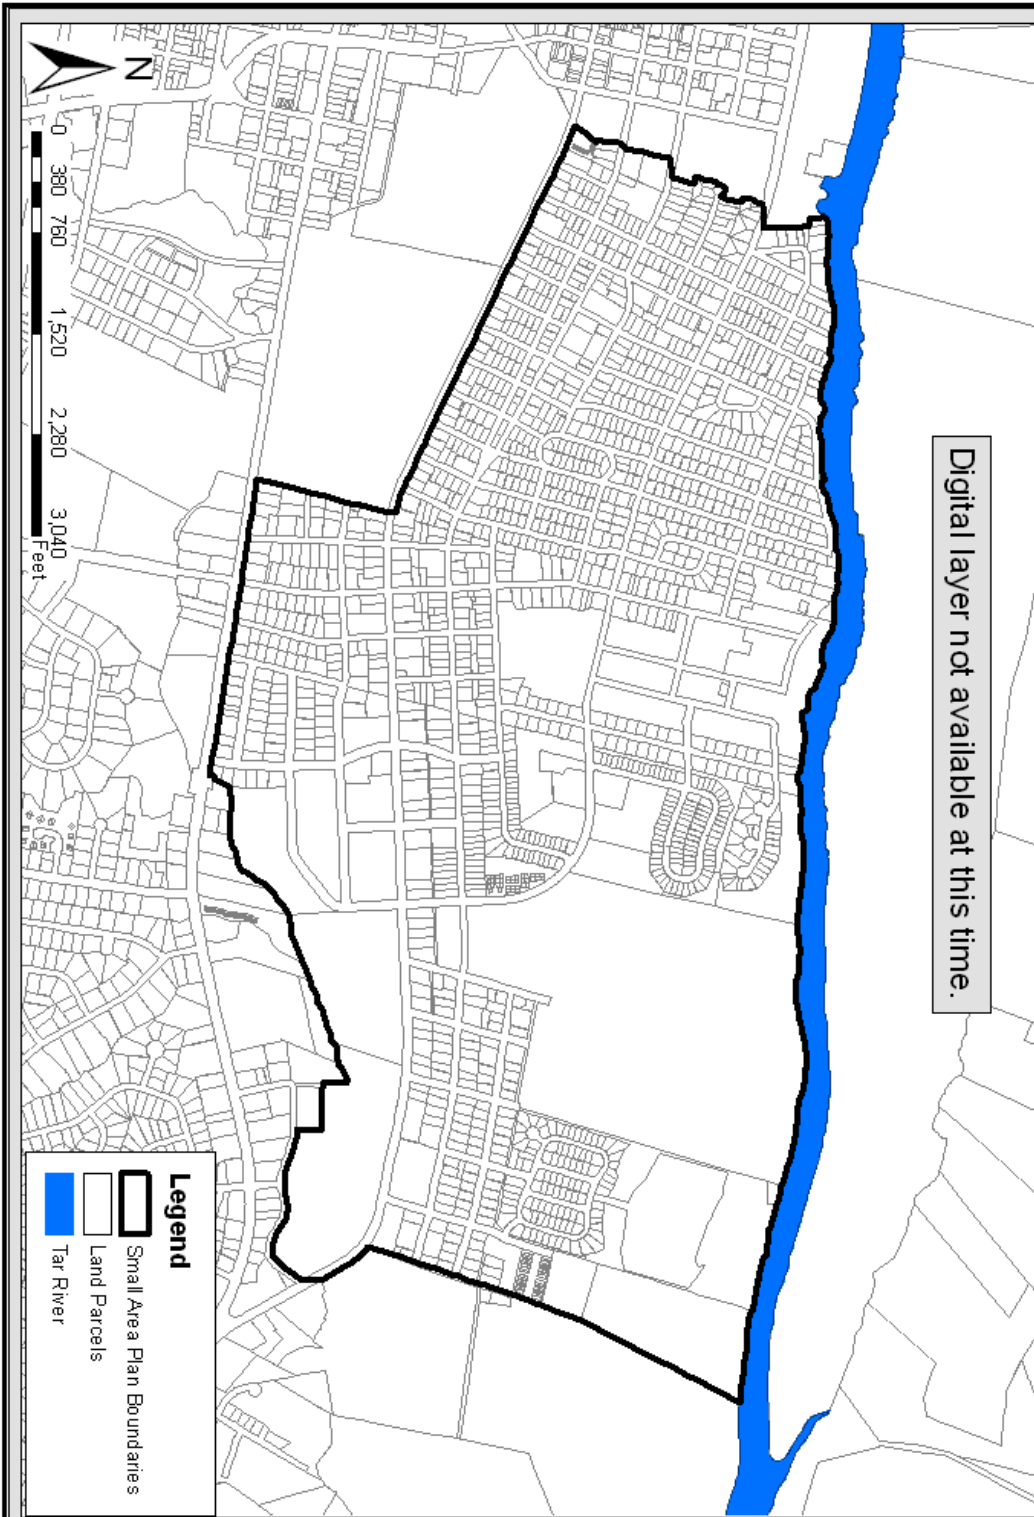 Digital layer not available at this time.
N
0 380 760 1,520 2,280 3,040
Feet
Legend
Small Area Plan Boundaries
Land Parcels
Tar River